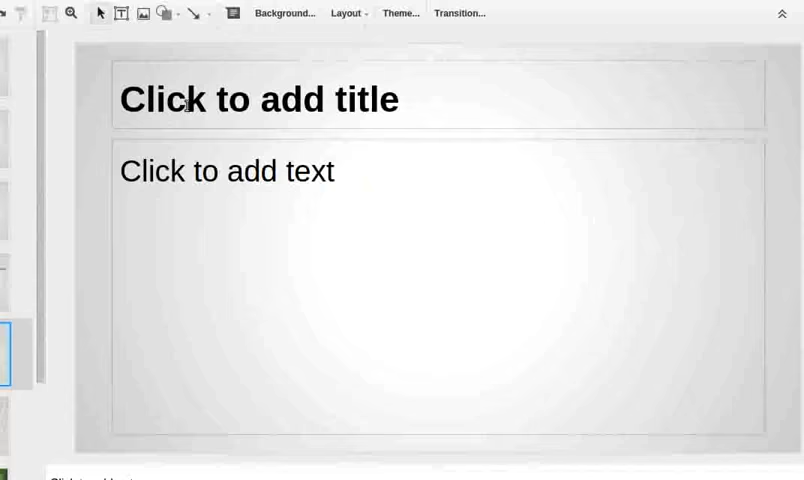 Background... Layout Theme... Transition...
Click to add title
Click to add text